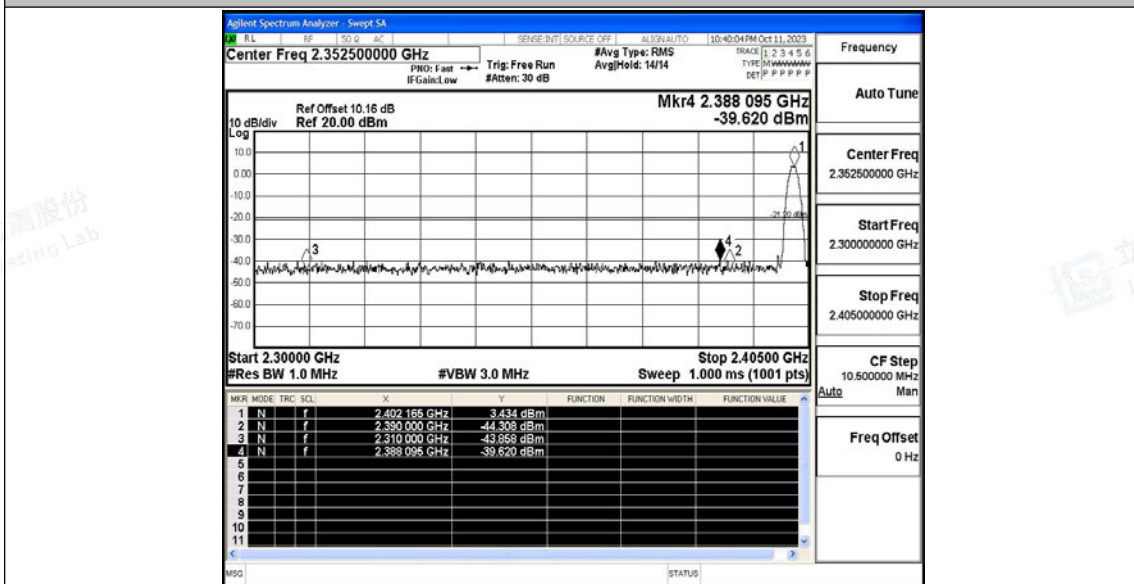 Agilent Spectrum Analyzer - Swept SA
RL RF 50 Ω AC SENSE:INT SOURCE OFF ALIGNAUTO 10:40:04 PM Oct 11, 2023
Center Freq 2.352500000 GHz
PNO: Fast
IFGain:Low
Trig: Free Run
#Atten: 30 dB
#Avg Type: RMS
Avg|Hold: 14/14
TRACE 1 2 3 4 5 6
TYPE M
DET P P P P P P
Frequency
Auto Tune
Center Freq
2.352500000 GHz
Start Freq
2.300000000 GHz
Stop Freq
2.405000000 GHz
CF Step
10.500000 MHz
Auto Man
Freq Offset
0 Hz
Mkr4 2.388 095 GHz
-39.620 dBm
Ref Offset 10.16 dB
10 dB/div Ref 20.00 dBm
Log
10.0
0.00
-10.0
-20.0
-30.0
-40.0
-50.0
-60.0
-70.0
1
4
2
3
Start 2.30000 GHz Stop 2.40500 GHz
#Res BW 1.0 MHz #VBW 3.0 MHz Sweep 1.000 ms (1001 pts)
MKR MODE TRC SCL X Y FUNCTION FUNCTION WIDTH FUNCTION VALUE
1 N f 2.402 165 GHz 3.434 dBm
2 N f 2.390 000 GHz -44.308 dBm
3 N f 2.310 000 GHz -43.858 dBm
4 N f 2.388 095 GHz -39.620 dBm
5
6
7
8
9
10
11
MSG STATUS
测股份
esting Lab
立